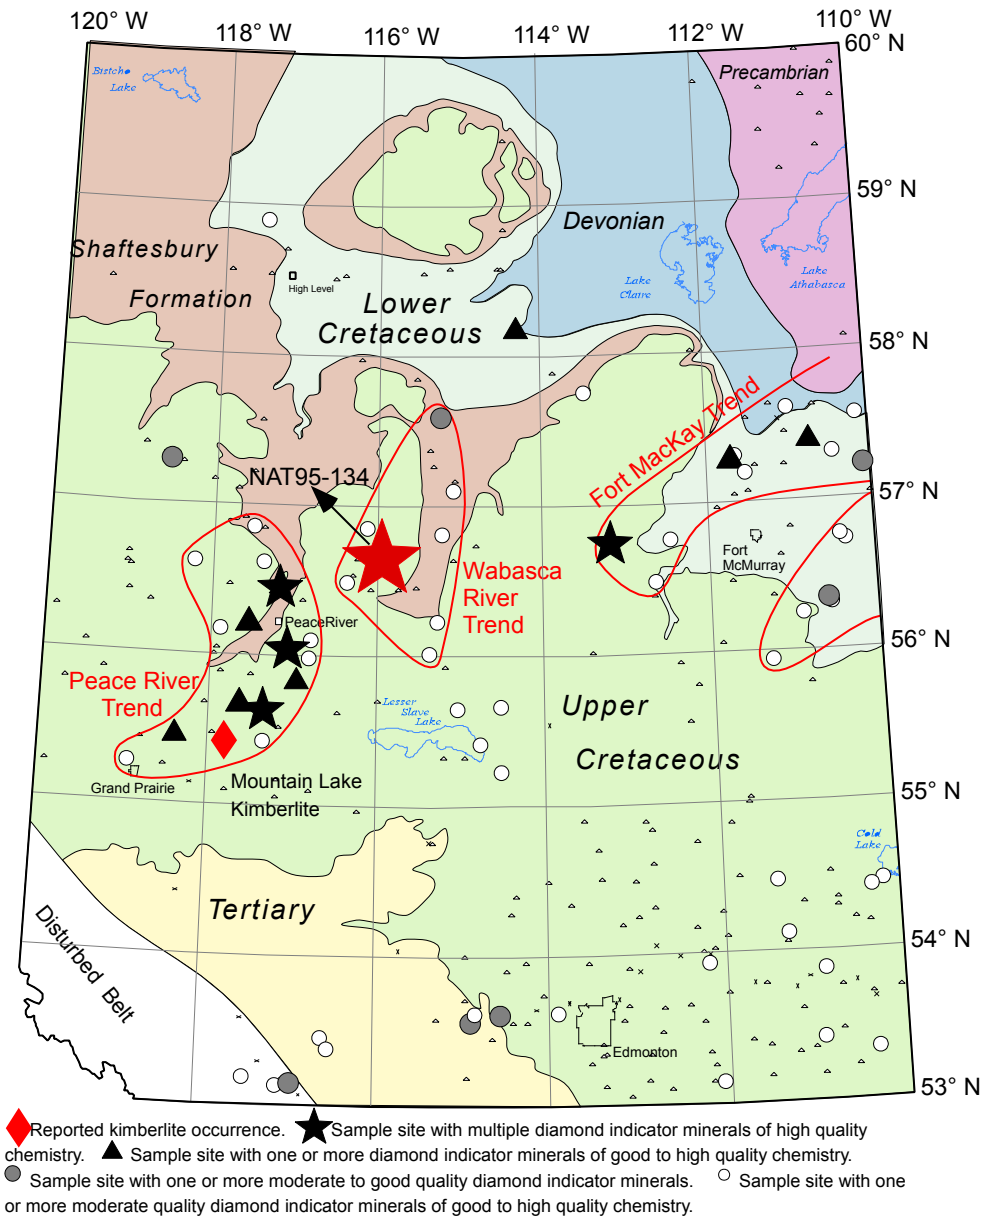 120° W
118° W
116° W
114° W
112° W
110° W
60° N
Precambrian
Bistcho
Lake
59° N
Devonian
Shaftesbury
Formation
High Level
Lower
Cretaceous
Lake
Claire
Lake
Athabasca
58° N
Fort MacKay Trend
NAT95-134
57° N
Fort
McMurray
Wabasca
River
Trend
PeaceRiver
56° N
Peace River
Trend
Lesser
Slave
Lake
Upper
Cretaceous
Grand Prairie
Mountain Lake
Kimberlite
55° N
Cold
Lake
Tertiary
Disturbed Belt
54° N
Edmonton
53° N
Reported kimberlite occurrence. Sample site with multiple diamond indicator minerals of high quality
chemistry. Sample site with one or more diamond indicator minerals of good to high quality chemistry.
Sample site with one or more moderate to good quality diamond indicator minerals. Sample site with one
or more moderate quality diamond indicator minerals of good to high quality chemistry.